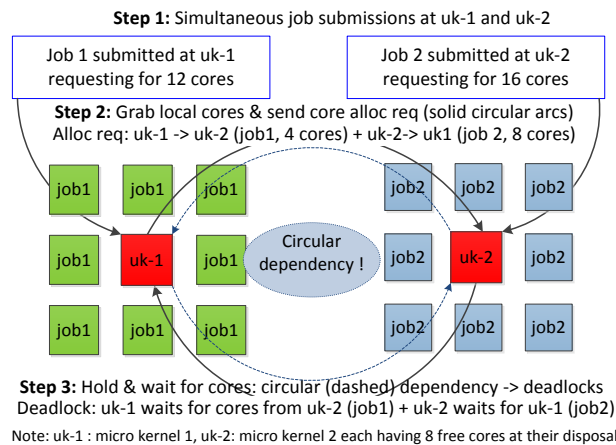 Step 1: Simultaneous job submissions at uk-1 and uk-2
Job 1 submitted at uk-1
requesting for 12 cores
Job 2 submitted at uk-2
requesting for 16 cores
Step 2: Grab local cores & send core alloc req (solid circular arcs)
Alloc req: uk-1 -> uk-2 (job1, 4 cores) + uk-2-> uk1 (job 2, 8 cores)
job1 job1 job1 job2 job2 job2
job1 uk-1 job1 Circular dependency ! job2 uk-2 job2
job1 job1 job1 job2 job2 job2
Step 3: Hold & wait for cores: circular (dashed) dependency -> deadlocks
Deadlock: uk-1 waits for cores from uk-2 (job1) + uk-2 waits for uk-1 (job2)
Note: uk-1 : micro kernel 1, uk-2: micro kernel 2 each having 8 free cores at their disposal